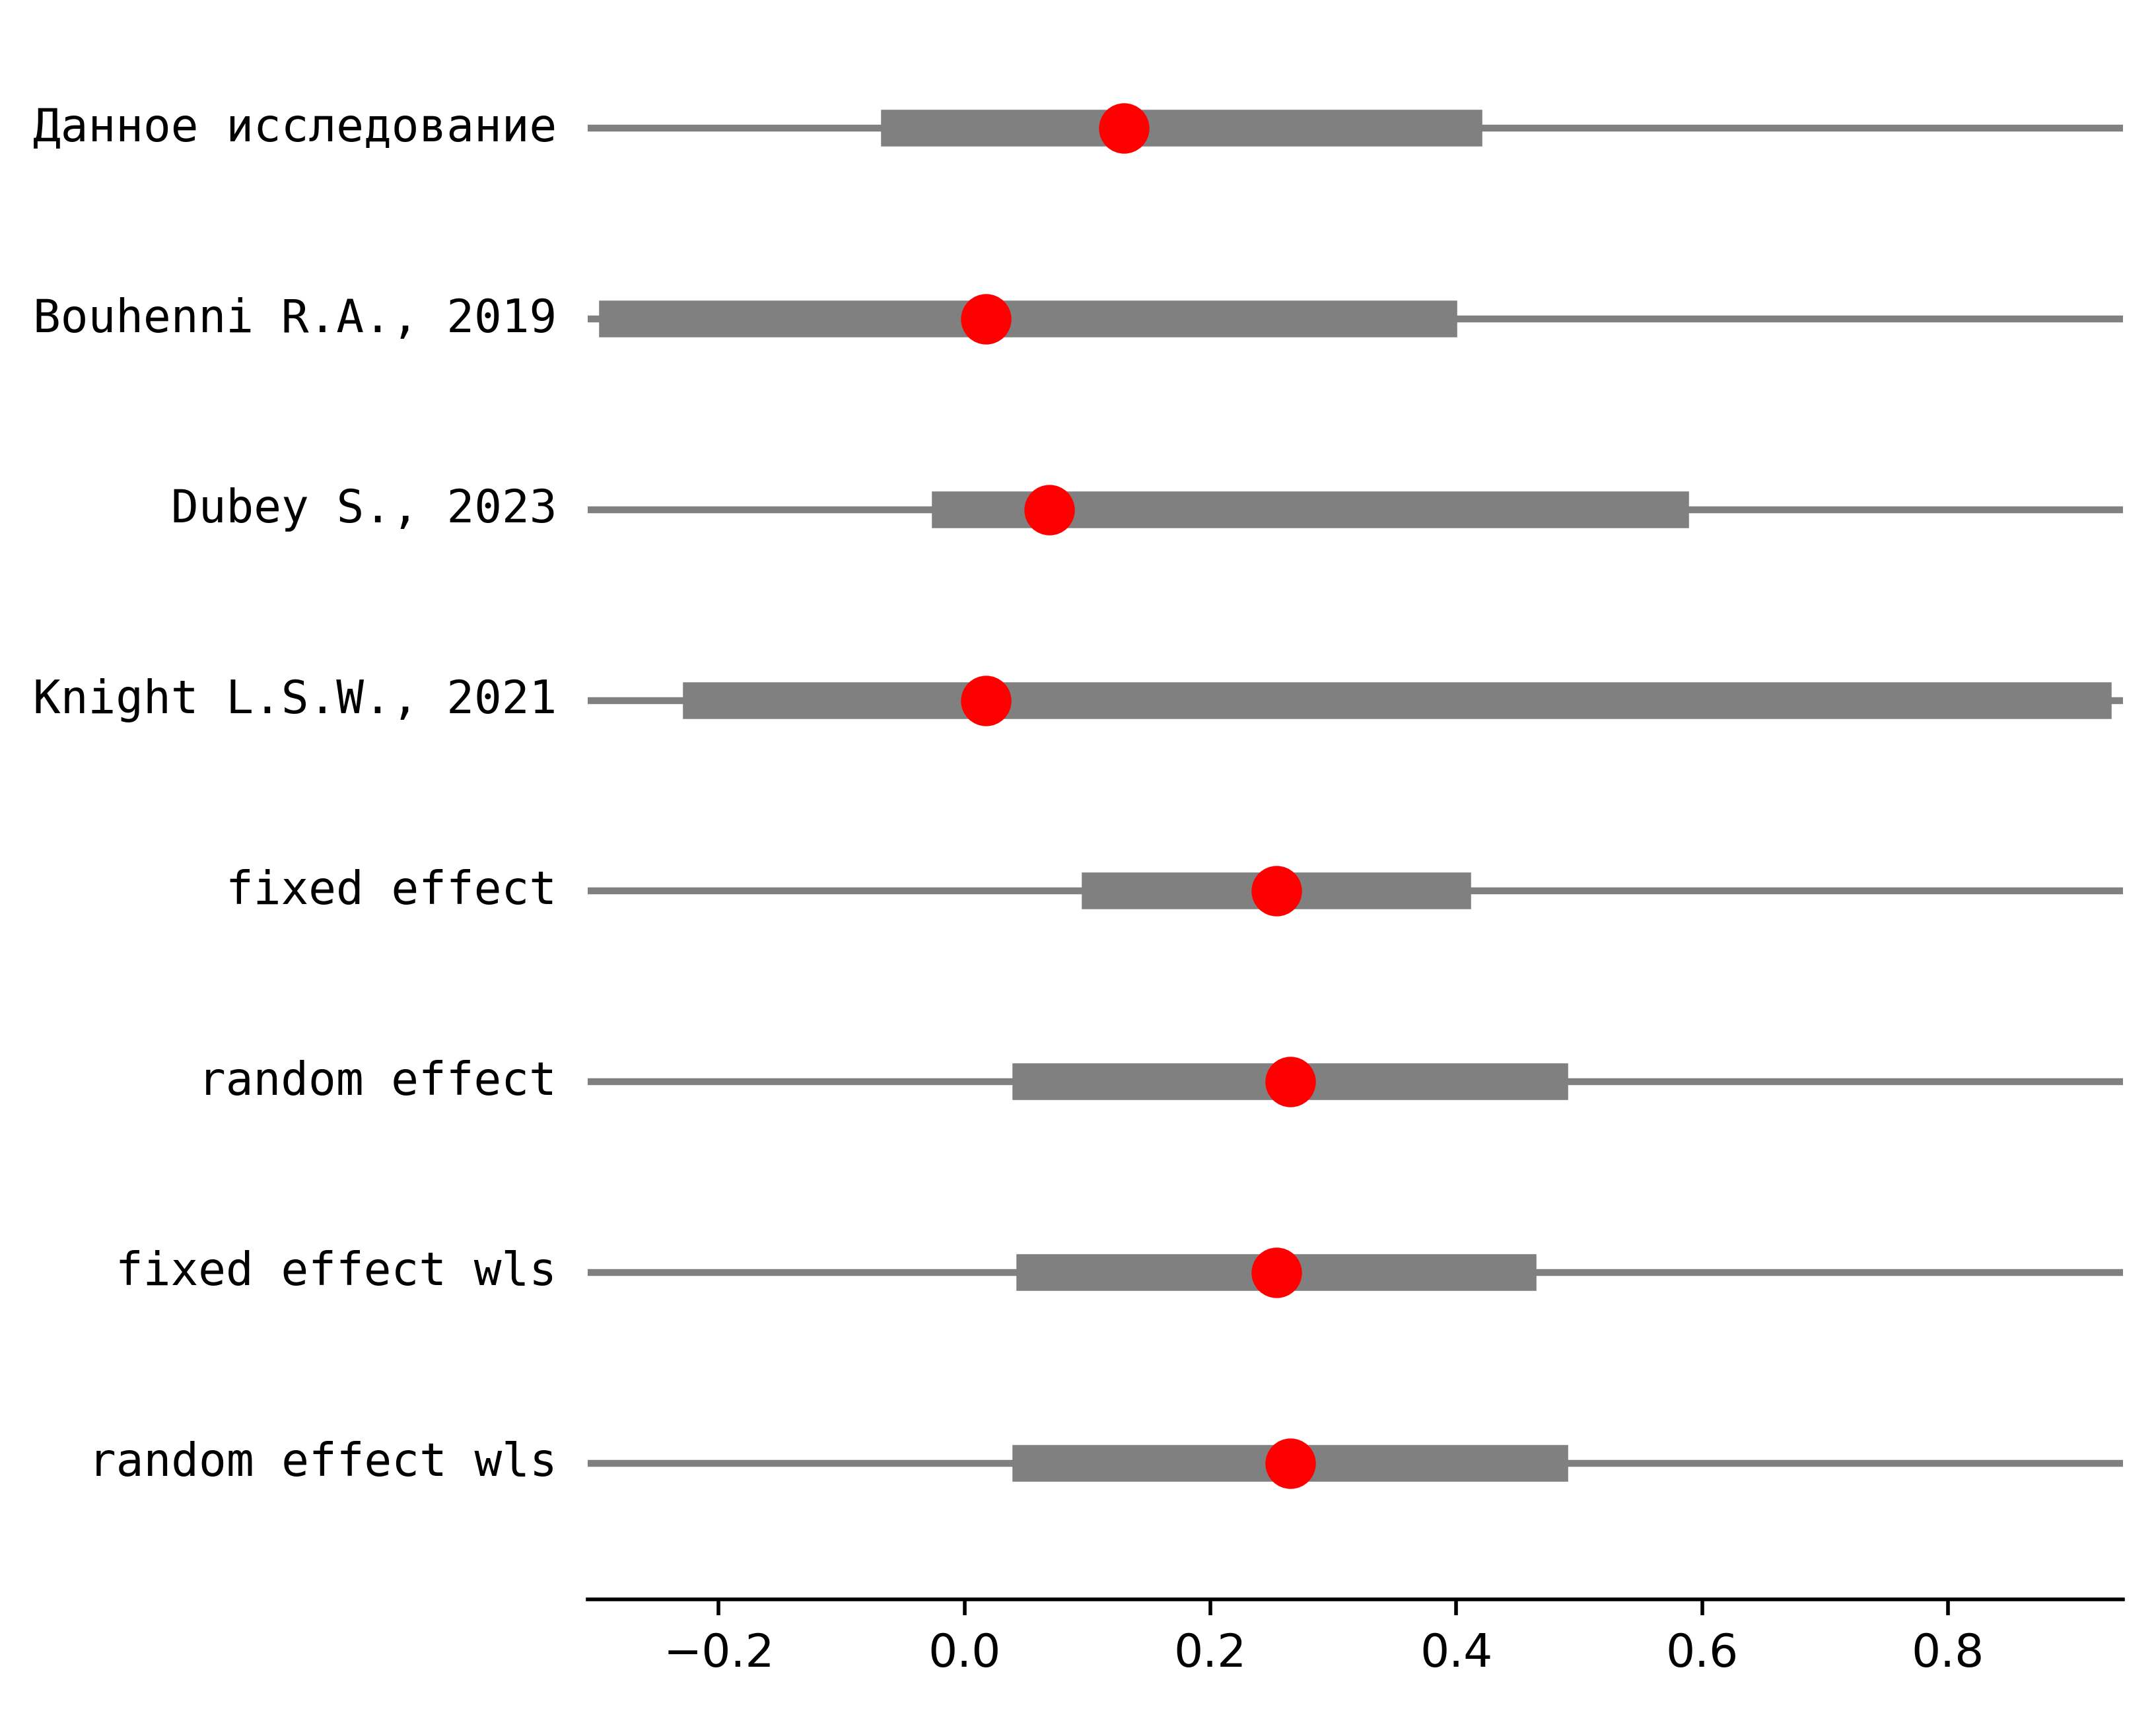 Данное исследование
Bouhenni R.A., 2019
Dubey S., 2023
Knight L.S.W., 2021
fixed effect
random effect
fixed effect wls
random effect wls
−0.2 0.0 0.2 0.4 0.6 0.8